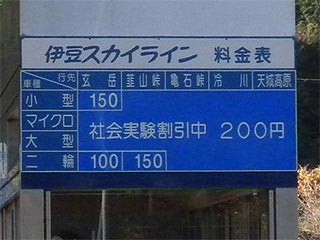 伊豆スカイライン 料金表
車種 行先 玄岳 韮山峠 亀石峠 冷川 天城高原
小型 150
マイクロ
社会実験割引中 200円
大型
二輪 100 150